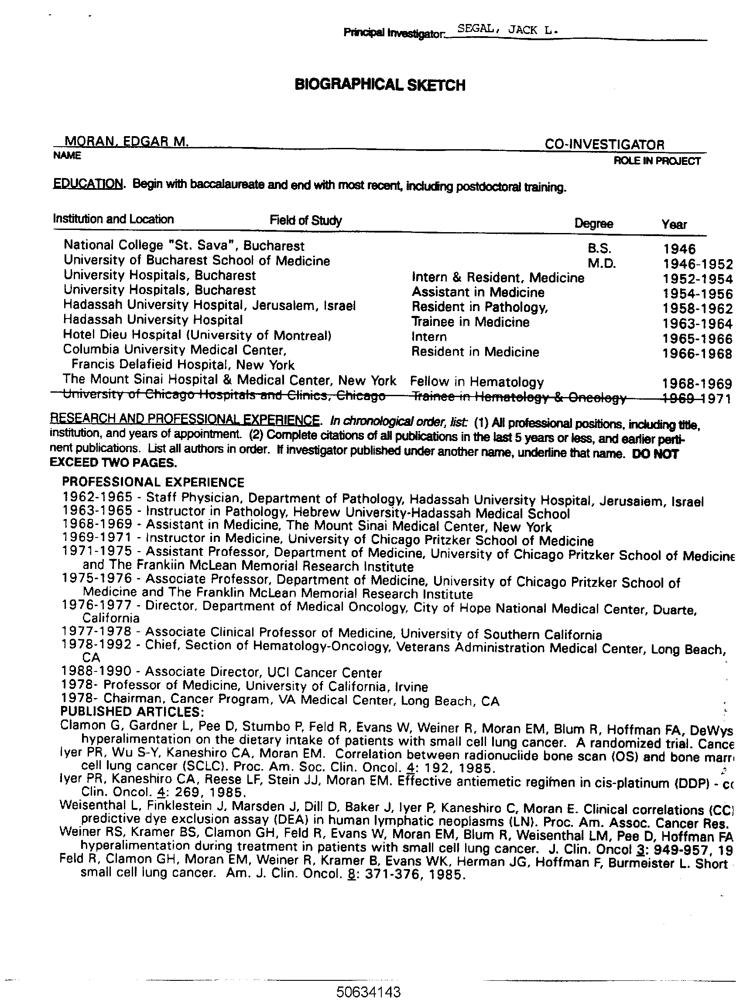 Principal Investigator: SEGAL, JACK L.
BIOGRAPHICAL SKETCH
MORAN, EDGAR M. CO-INVESTIGATOR
NAME ROLE IN PROJECT
EDUCATION. Begin with baccalaureate and end with most recent, including postdoctoral training.
Institution and Location Field of Study Degree Year
National College "St. Sava", Bucharest B.S. 1946
University of Bucharest School of Medicine M.D. 1946-1952
University Hospitals, Bucharest Intern & Resident, Medicine 1952-1954
University Hospitals, Bucharest Assistant in Medicine 1954-1956
Hadassah University Hospital, Jerusalem, Israel Resident in Pathology, 1958-1962
Hadassah University Hospital Trainee in Medicine 1963-1964
Hotel Dieu Hospital (University of Montreal) Intern 1965-1966
Columbia University Medical Center, Resident in Medicine 1966-1968
Francis Delafieid Hospital, New York
The Mount Sinai Hospital & Medical Center, New York Fellow in Hematology 1968-1969
University of Chicago Hospitals and Clinics, Chicago Trainee in Hematology & Oncology 1969-1971
RESEARCH AND PROFESSIONAL EXPERIENCE. In chronological order, list: (1) All professional positions, including title,
institution, and years of appointment. (2) Complete citations of all publications in the last 5 years or less, and earlier perti-
nent publications. List all authors in order. If investigator published under another name, underline that name. DO NOT
EXCEED TWO PAGES.
PROFESSIONAL EXPERIENCE
1962-1965 - Staff Physician, Department of Pathology, Hadassah University Hospital, Jerusalem, Israel
1963-1965 - Instructor in Pathology, Hebrew University-Hadassah Medical School
1968-1969 - Assistant in Medicine, The Mount Sinai Medical Center, New York
1969-1971 - Instructor in Medicine, University of Chicago Pritzker School of Medicine
1971-1975 - Assistant Professor, Department of Medicine, University of Chicago Pritzker School of Medicine
and The Frankiin McLean Memorial Research Institute
1975-1976 - Associate Professor, Department of Medicine, University of Chicago Pritzker School of
Medicine and The Franklin McLean Memorial Research Institute
1976-1977 - Director, Department of Medical Oncology, City of Hope National Medical Center, Duarte,
California
1977-1978 - Associate Clinical Professor of Medicine, University of Southern California
1978-1992 - Chief, Section of Hematology-Oncology, Veterans Administration Medical Center, Long Beach,
CA
1988-1990 - Associate Director, UCI Cancer Center
1978- Professor of Medicine, University of California, Irvine
1978- Chairman, Cancer Program, VA Medical Center, Long Beach, CA
PUBLISHED ARTICLES:
Clamon G, Gardner L, Pee D, Stumbo P, Feld R, Evans W, Weiner R, Moran EM, Blum R, Hoffman FA, DeWys
hyperalimentation on the dietary intake of patients with small cell lung cancer. A randomized trial. Cance
Iyer PR, Wu S-Y, Kaneshiro CA, Moran EM. Correlation between radionuclide bone scan (OS) and bone marr
cell lung cancer (SCLC). Proc. Am. Soc. Clin. Oncol. 4: 192, 1985.
Iyer PR, Kaneshiro CA, Reese LF, Stein JJ, Moran EM. Effective antiemetic regimen in cis-platinum (DDP) - co
Clin. Oncol. 4: 269, 1985.
Weisenthal L, Finklestein J, Marsden J, Dill D, Baker J, Iyer P, Kaneshiro C, Moran E. Clinical correlations (CC)
predictive dye exclusion assay (DEA) in human lymphatic neoplasms (LN). Proc. Am. Assoc. Cancer Res.
Weiner RS, Kramer BS, Clamon GH, Feld R, Evans W, Moran EM, Blum R, Weisenthal LM, Pee D, Hoffman FA
hyperalimentation during treatment in patients with small cell lung cancer. J. Clin. Oncol 3: 949-957, 19
Feld R, Clamon GH, Moran EM, Weiner R, Kramer B, Evans WK, Herman JG, Hoffman F, Burmeister L. Short
small cell lung cancer. Am. J. Clin. Oncol. 8: 371-376, 1985.
50634143